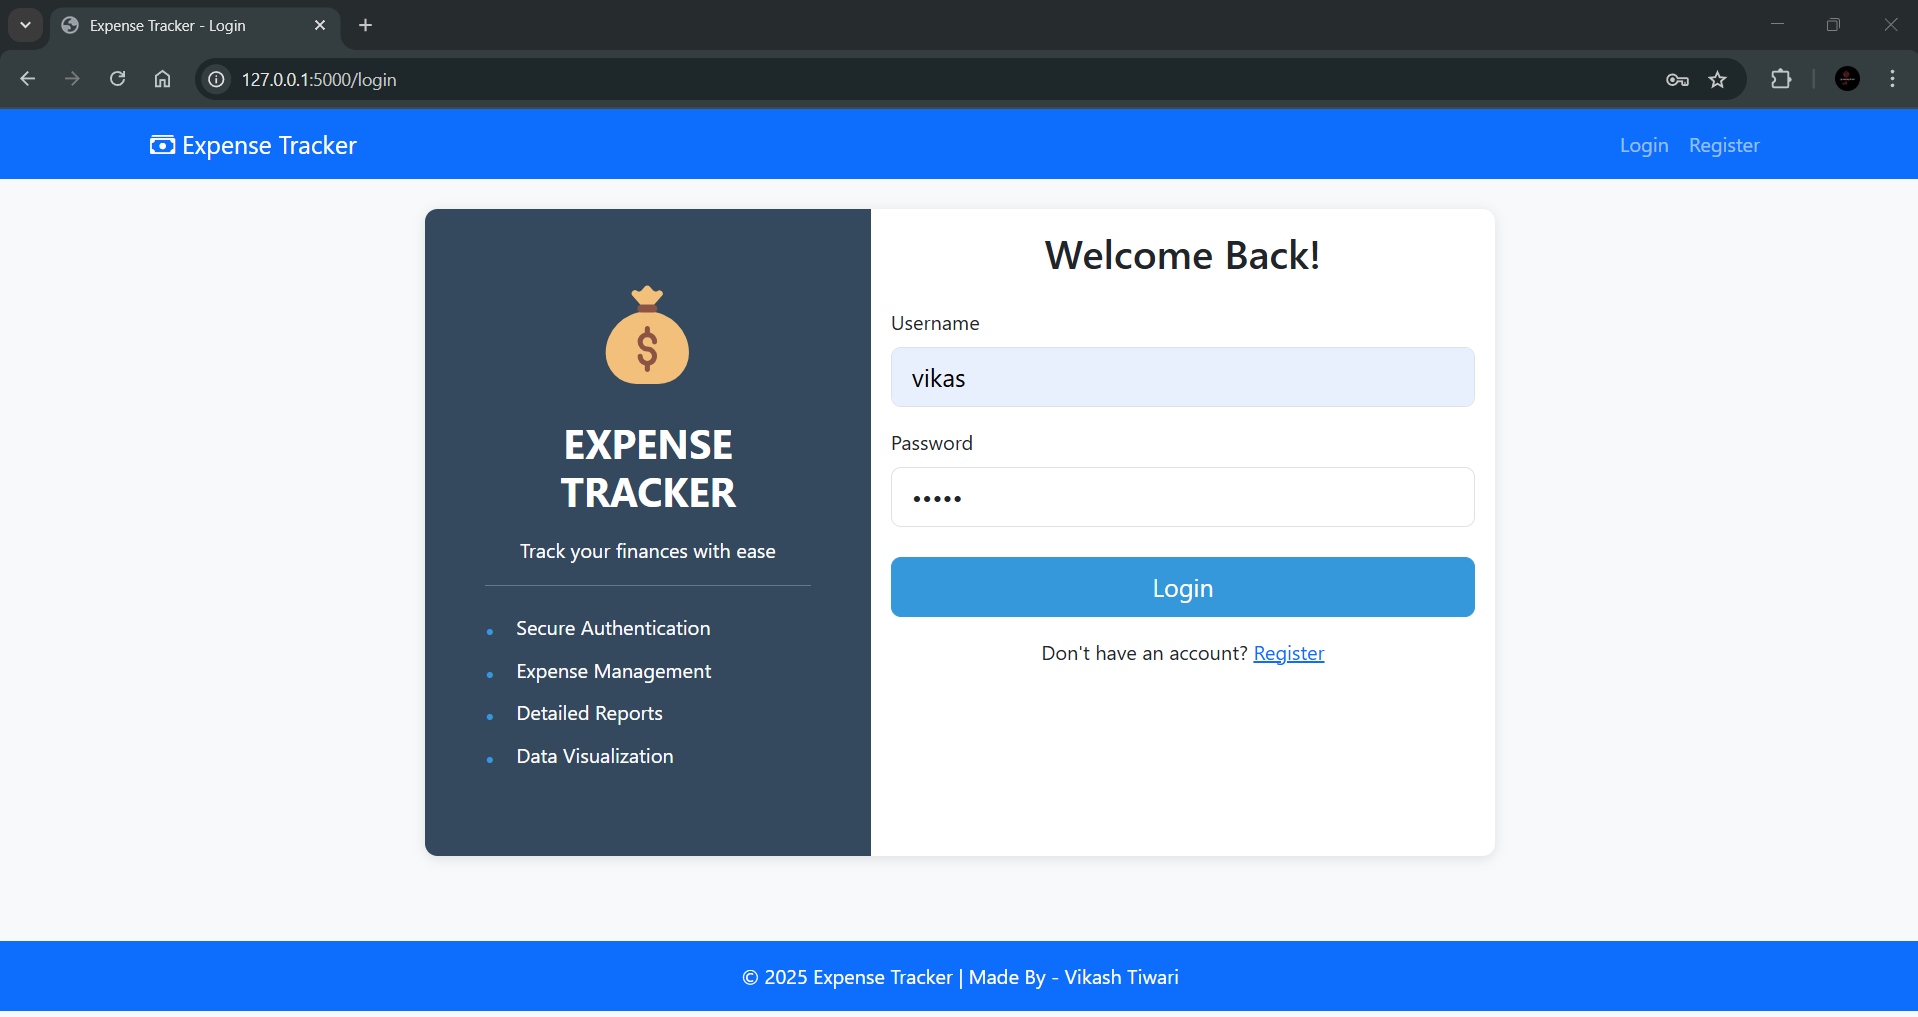 Expense Tracker - Login
127.0.0.1:5000/login
Expense Tracker
Login Register
$
EXPENSE
TRACKER
Track your finances with ease
Secure Authentication
Expense Management
Detailed Reports
Data Visualization
Welcome Back!
Username
vikas
Password
•••••
Login
Don't have an account? Register
© 2025 Expense Tracker | Made By - Vikash Tiwari